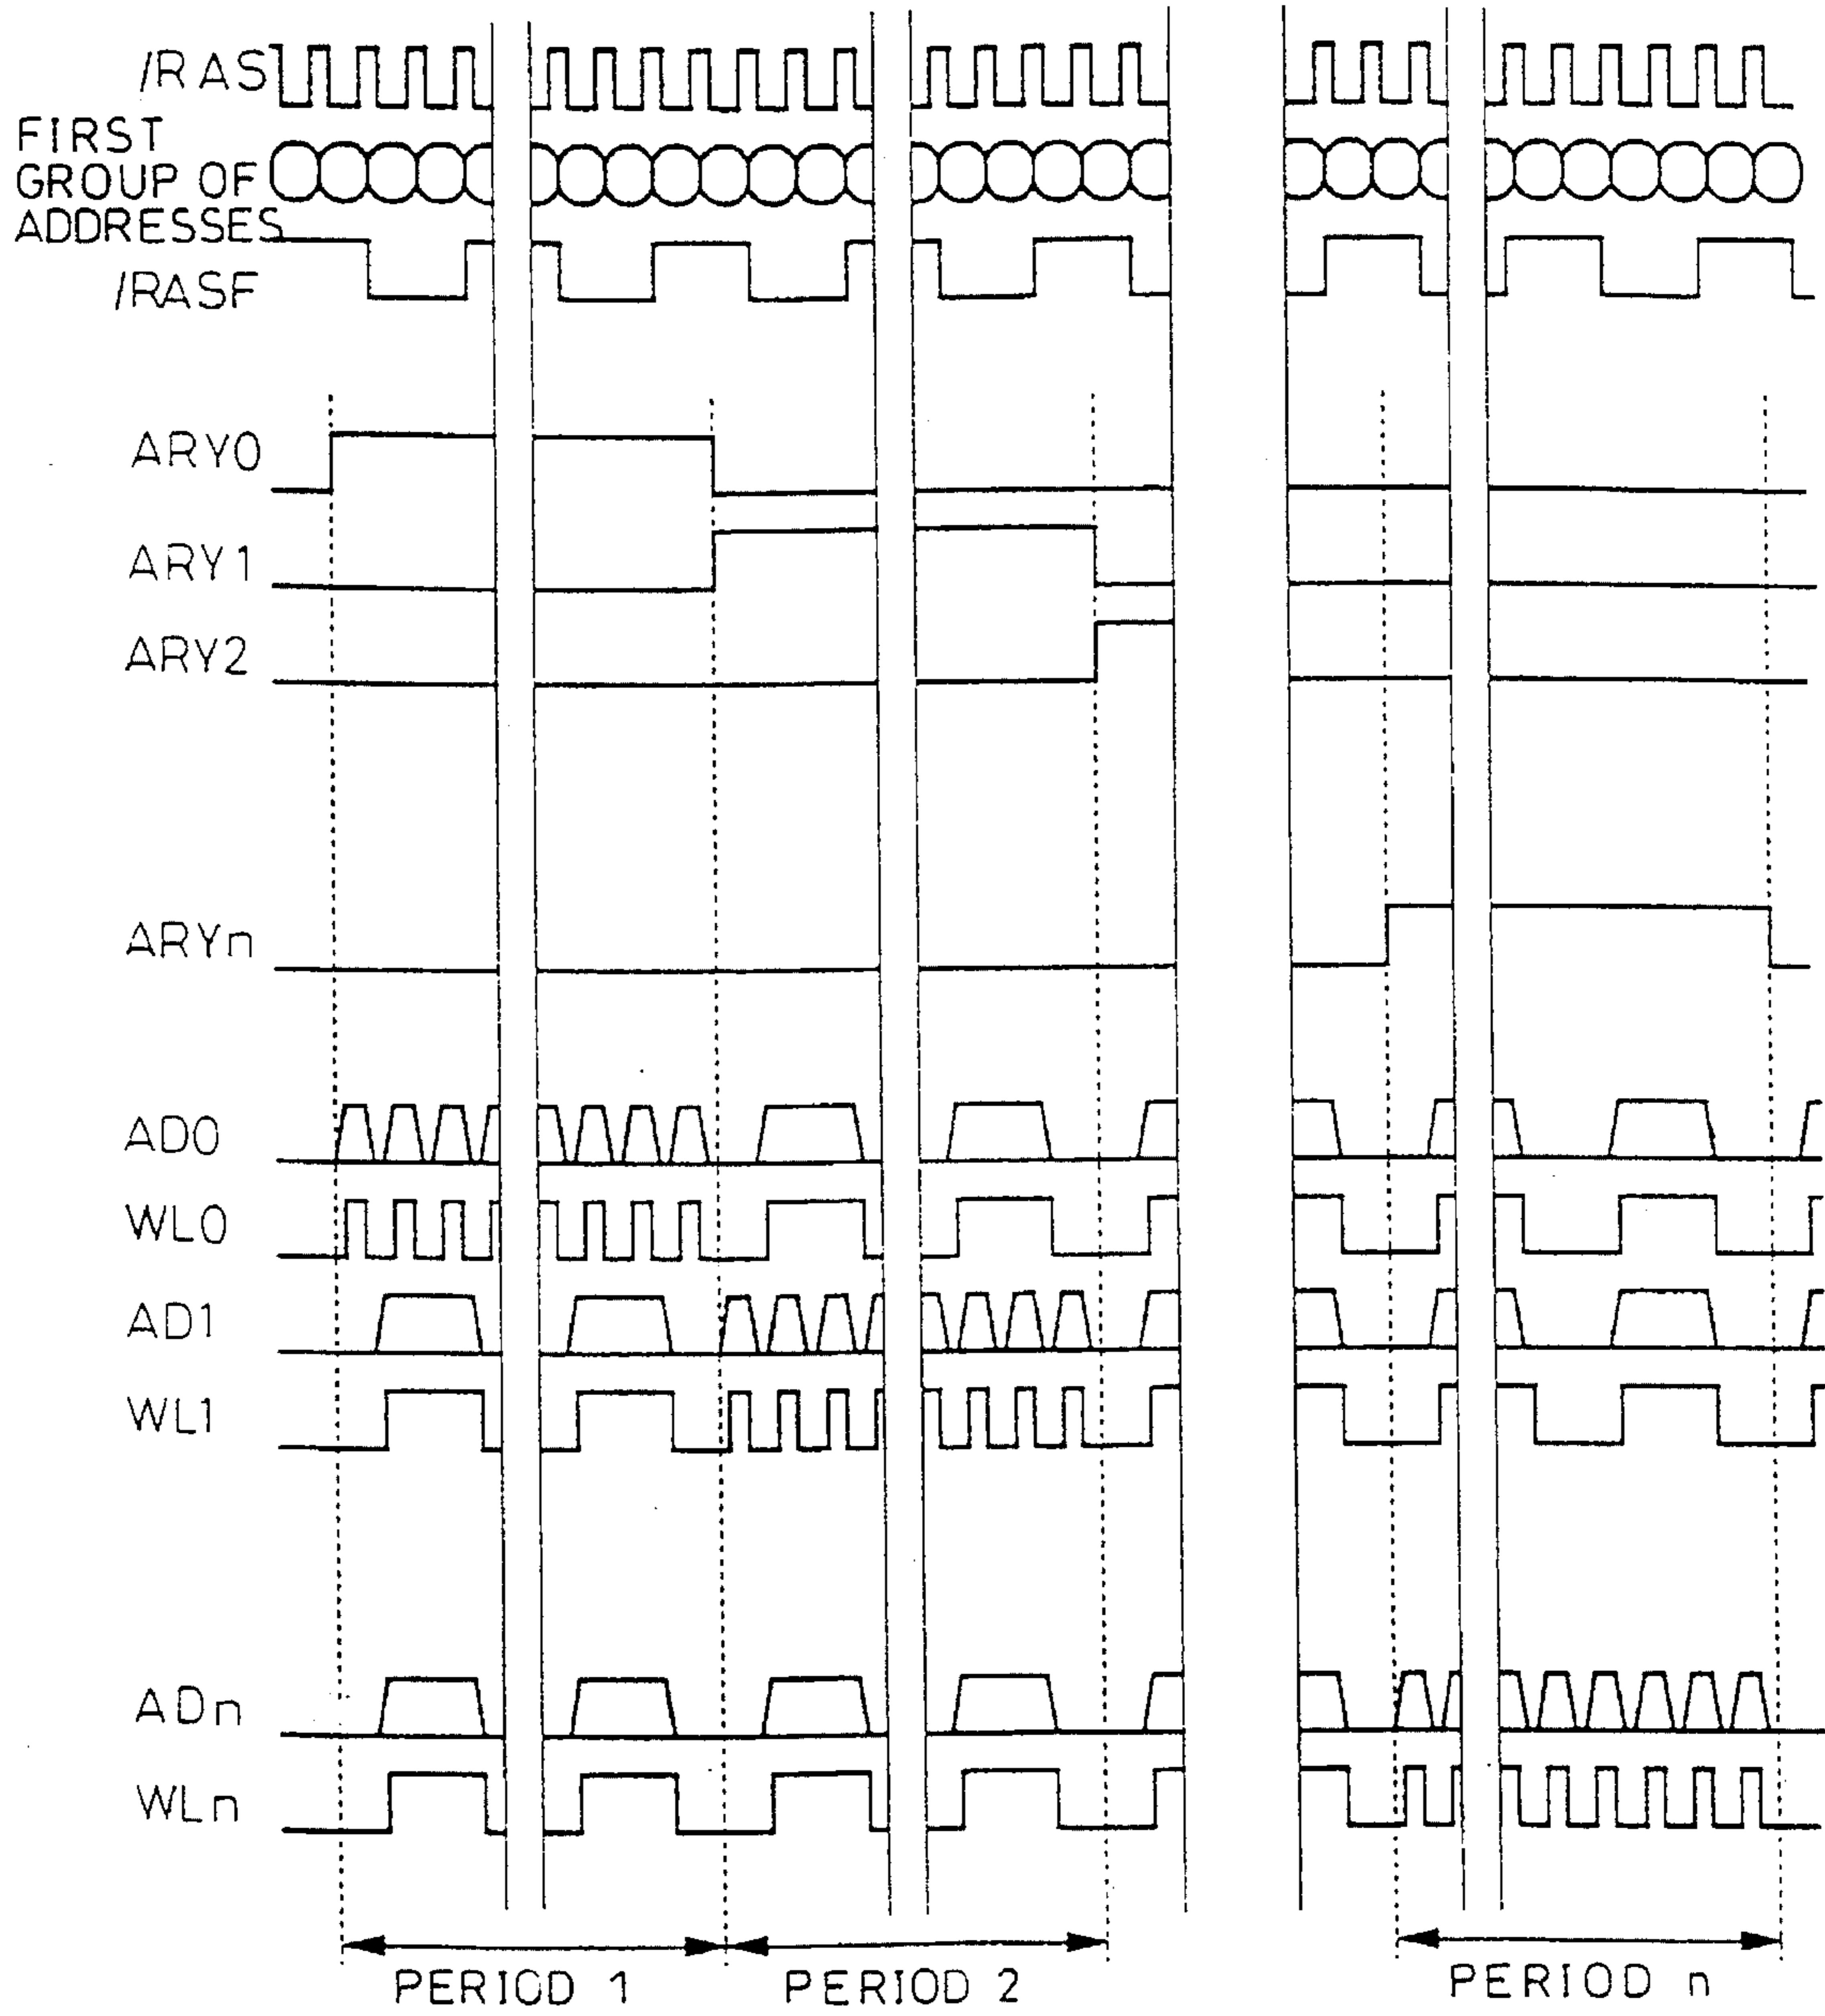 /RAS
FIRST
GROUP OF
ADDRESSES
/RASF
ARY0
ARY1
ARY2
ARYn
AD0
WL0
AD1
WL1
ADn
WLn
PERIOD 1
PERIOD 2
PERIOD n